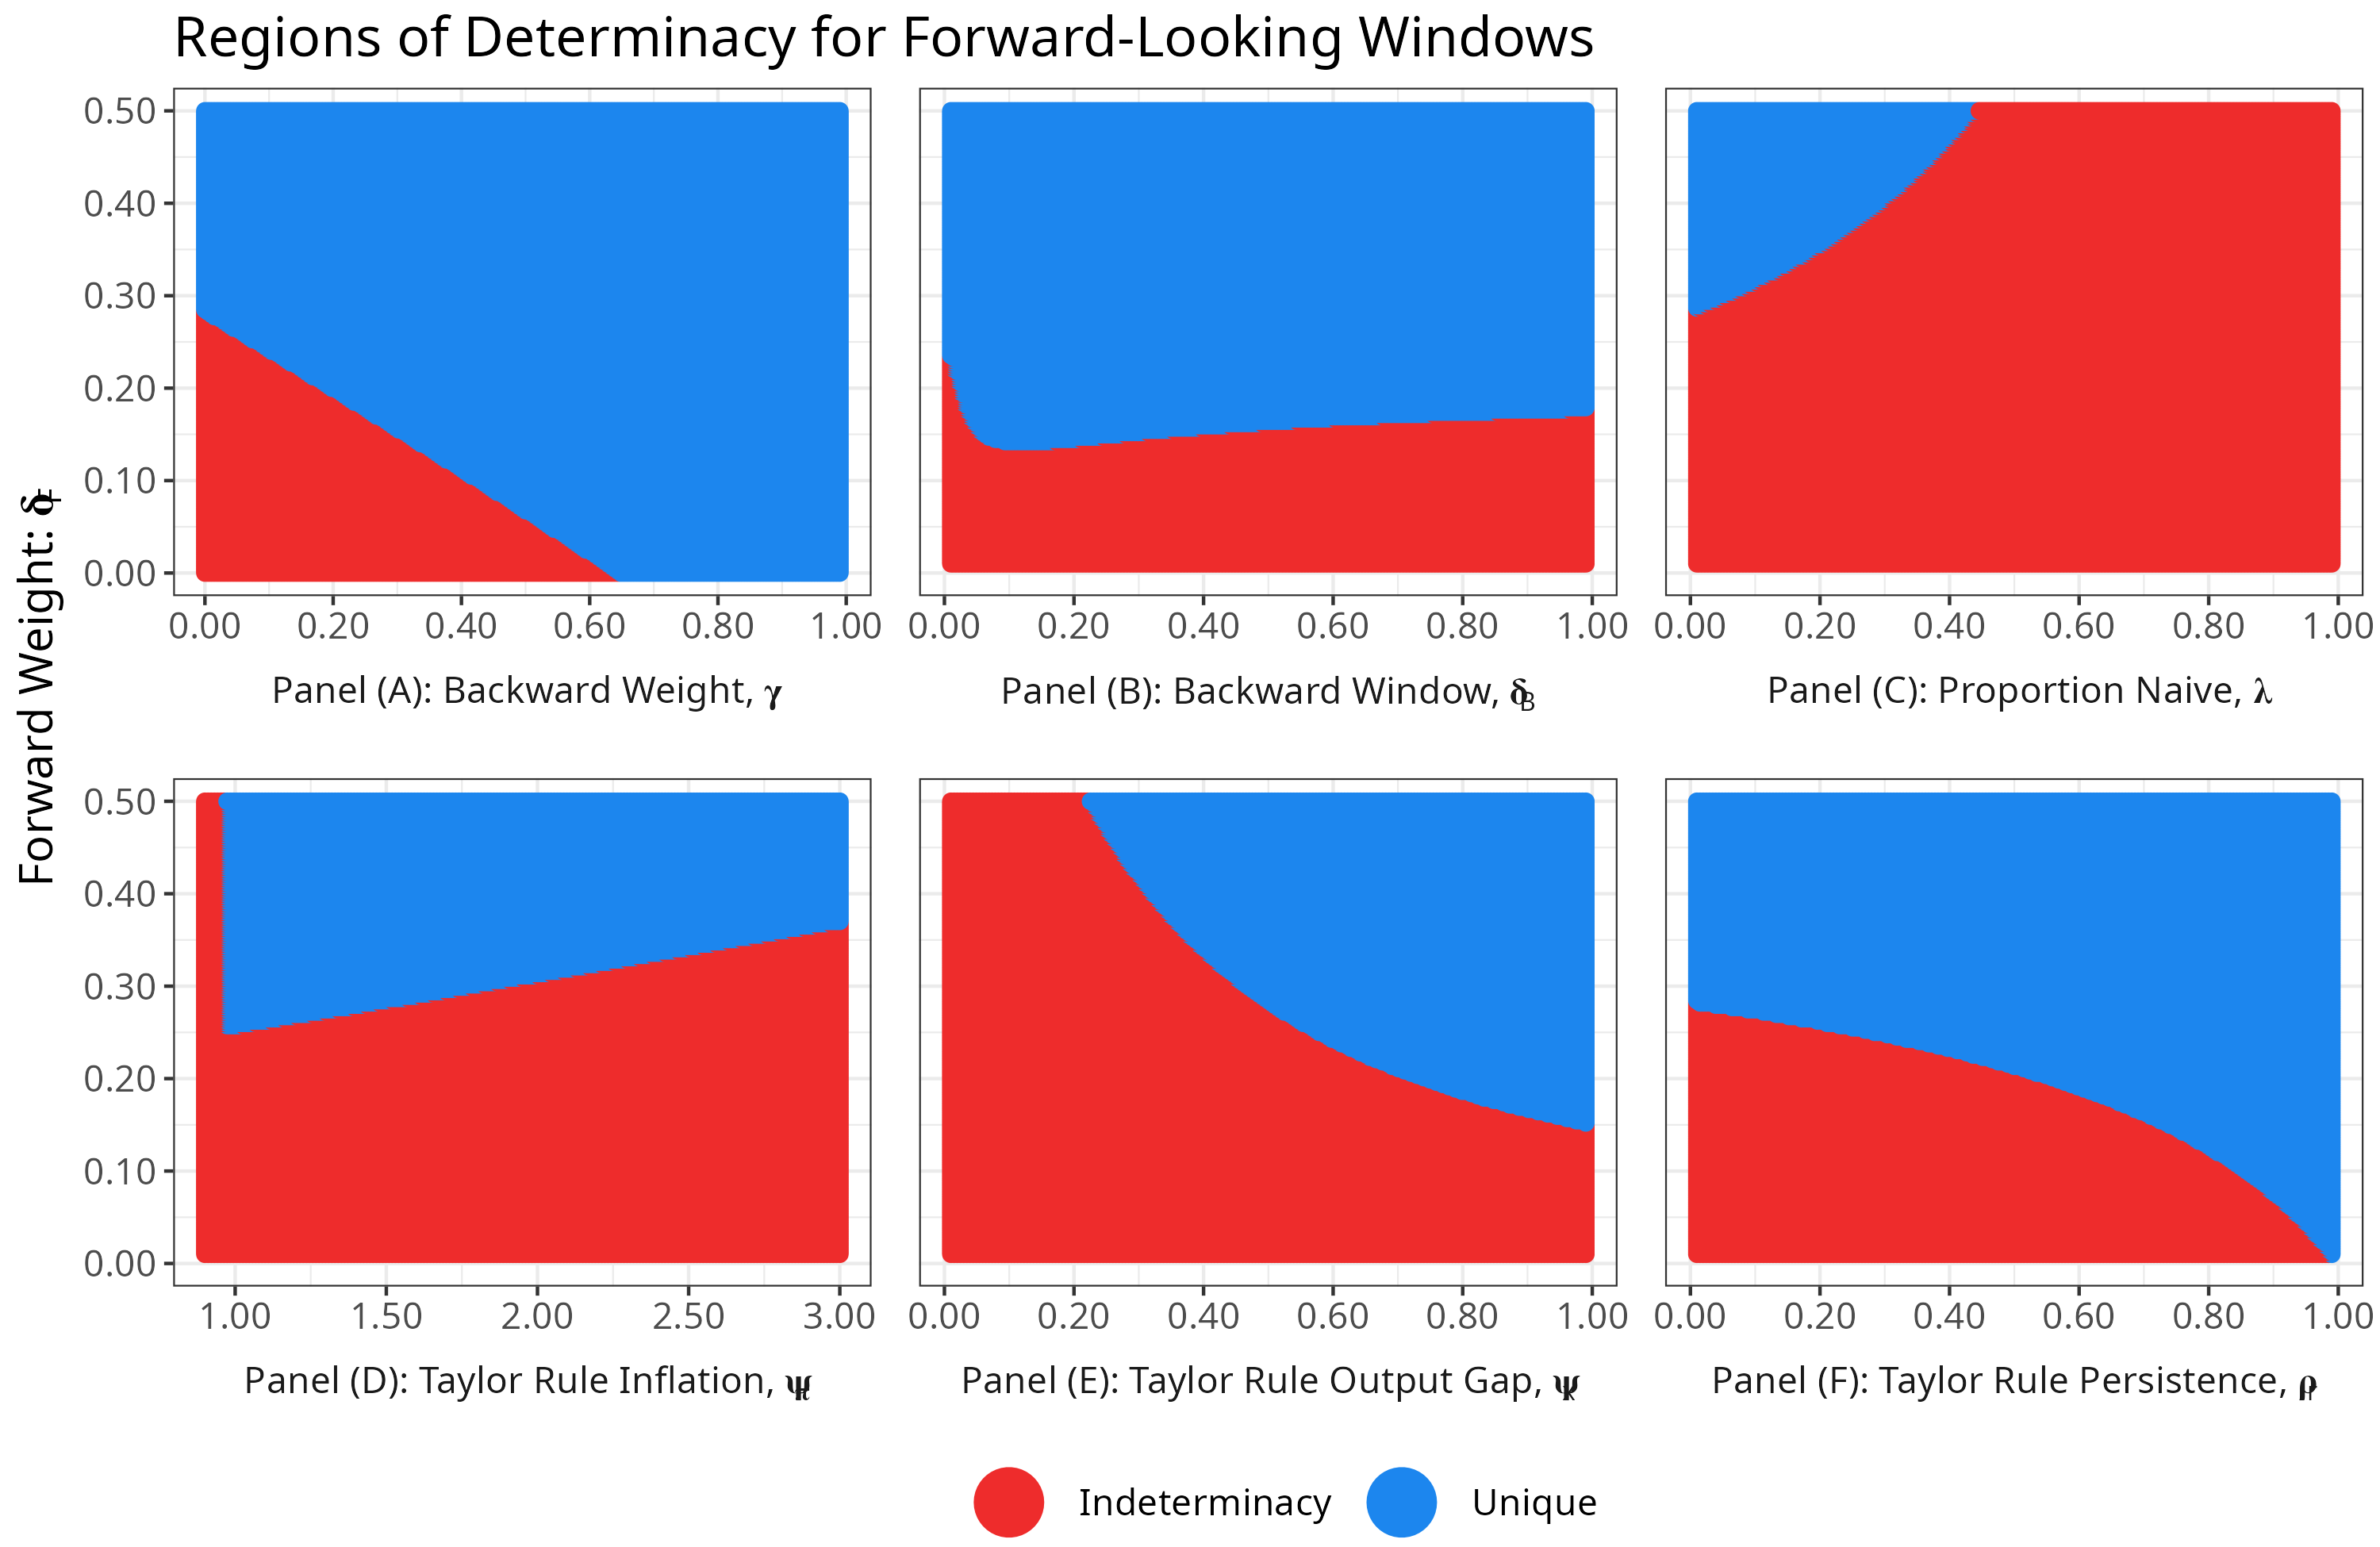 Regions of Determinacy for Forward-Looking Windows
Forward Weight: δF
0.50
0.40
0.30
0.20
0.10
0.00
0.00 0.20 0.40 0.60 0.80 1.00
0.00 0.20 0.40 0.60 0.80 1.00
0.00 0.20 0.40 0.60 0.80 1.00
Panel (A): Backward Weight, γ
Panel (B): Backward Window, δB
Panel (C): Proportion Naive, λ
0.50
0.40
0.30
0.20
0.10
0.00
1.00 1.50 2.00 2.50 3.00
0.00 0.20 0.40 0.60 0.80 1.00
0.00 0.20 0.40 0.60 0.80 1.00
Panel (D): Taylor Rule Inflation, ψπ
Panel (E): Taylor Rule Output Gap, ψx
Panel (F): Taylor Rule Persistence, ρ
Indeterminacy
Unique